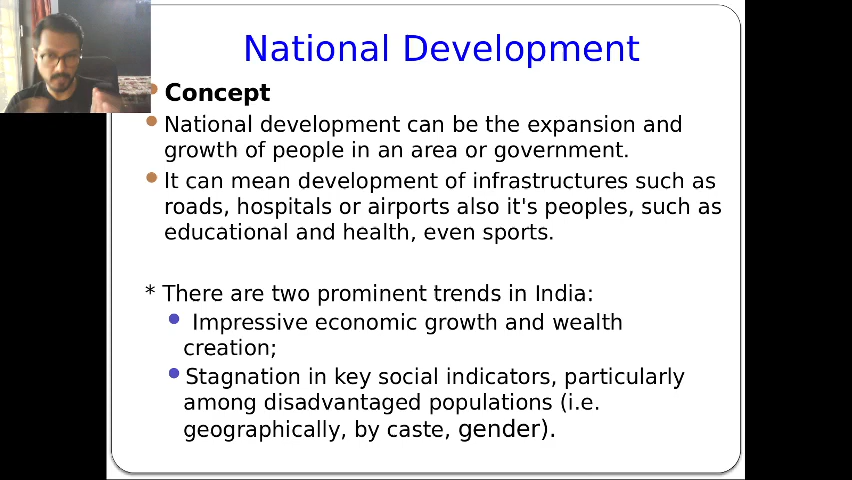 National Development
Concept
National development can be the expansion and
growth of people in an area or government.
It can mean development of infrastructures such as
roads, hospitals or airports also it's peoples, such as
educational and health, even sports.
* There are two prominent trends in India:
Impressive economic growth and wealth
creation;
Stagnation in key social indicators, particularly
among disadvantaged populations (i.e.
geographically, by caste, gender).